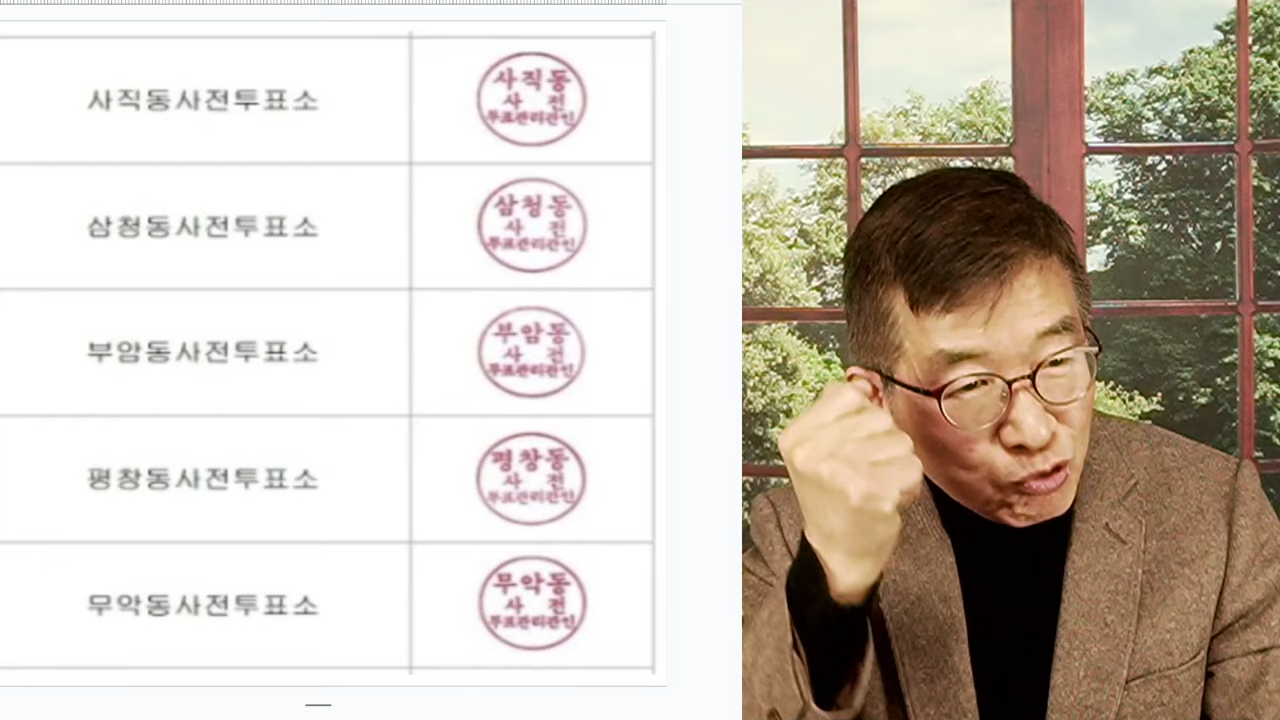 사직동사전투표소
사직동
사 전
투표관리관인
삼청동사전투표소
삼청동
사 전
투표관리관인
부암동사전투표소
부암동
사 전
투표관리관인
평창동사전투표소
평창동
사 전
투표관리관인
무악동사전투표소
무악동
사 전
투표관리관인